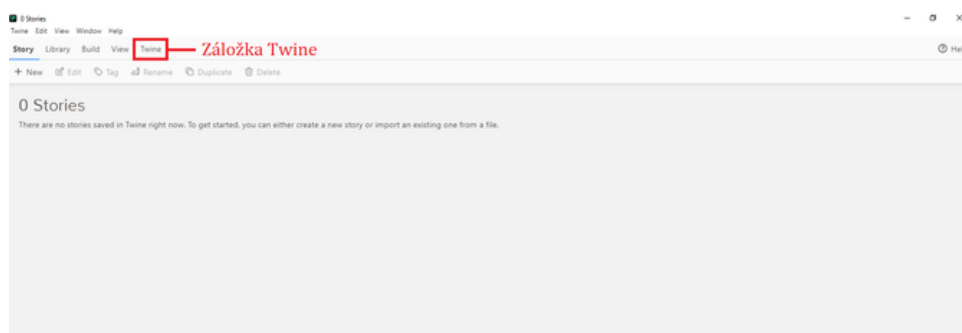 0 Stories
Twine Edit View Window Help
Story Library Build View Twine Záložka Twine Hel
+ New Edit Tag Rename Duplicate Delete
0 Stories
There are no stories saved in Twine right now. To get started, you can either create a new story or import an existing one from a file.